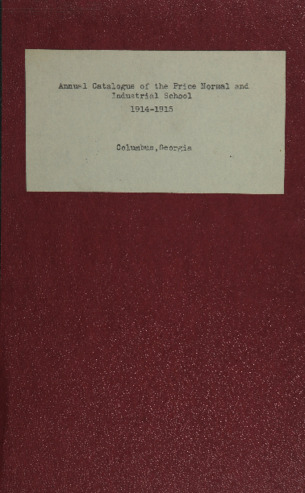 Annual Catalogue of the Price Normal and
Industrial School
1914-1915
Columbus,Georgia